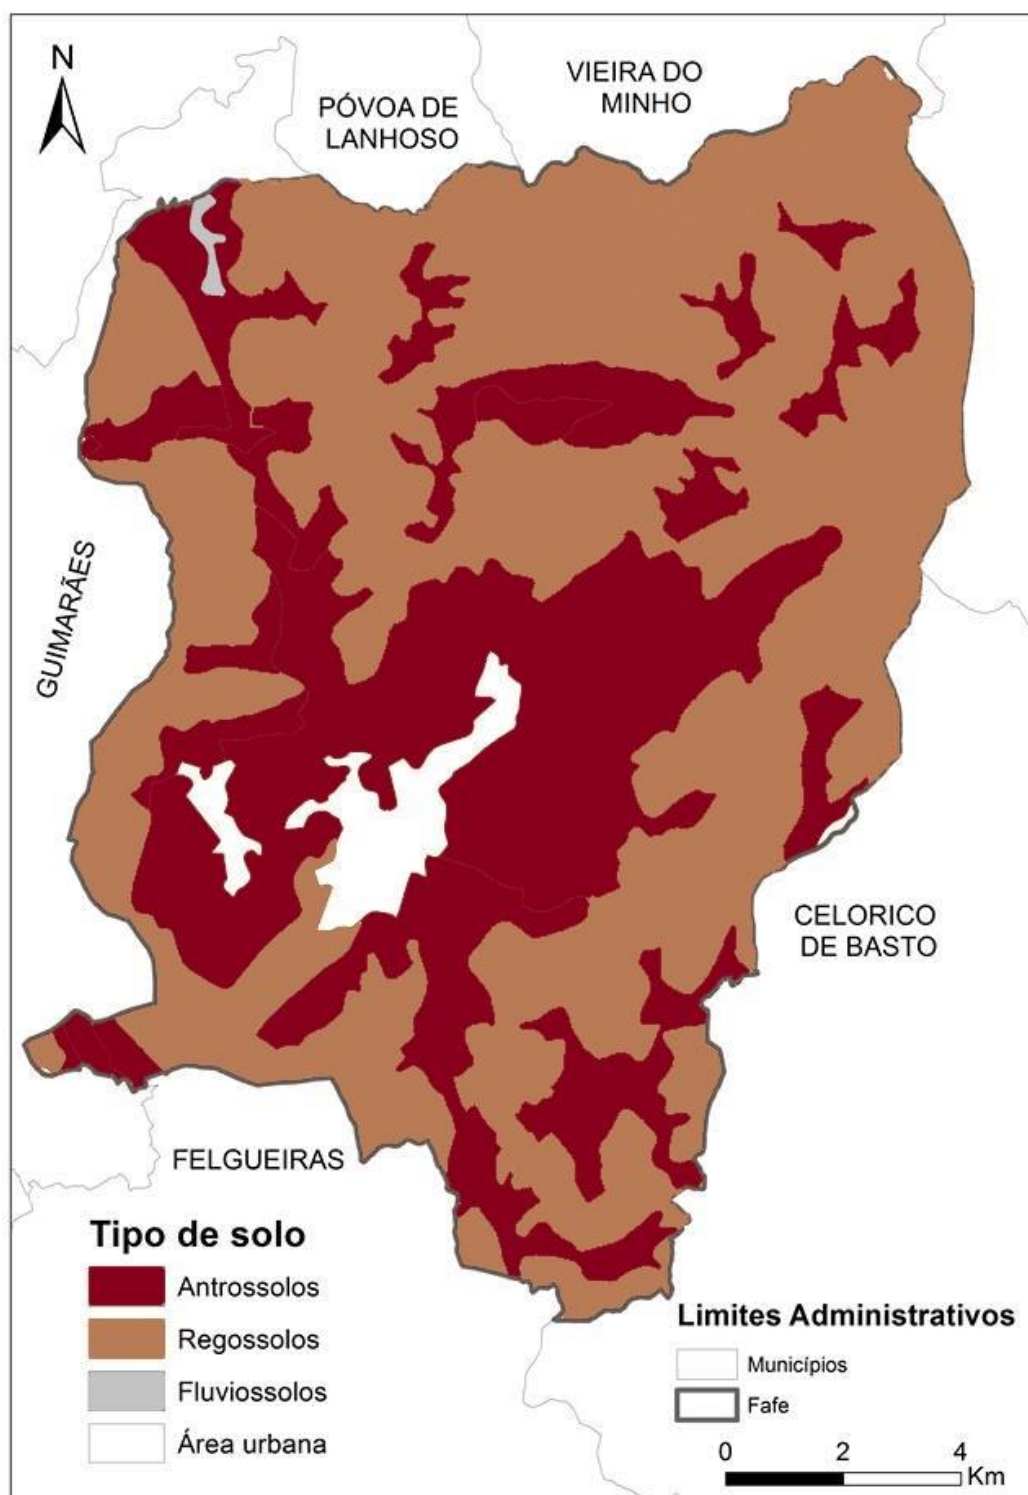 N
VIEIRA DO
MINHO
PÓVOA DE
LANHOSO
GUIMARÃES
CELORICO
DE BASTO
FELGUEIRAS
Tipo de solo
Antrossolos
Regossolos
Fluviossolos
Área urbana
Limites Administrativos
Municípios
Fafe
0 2 4
Km